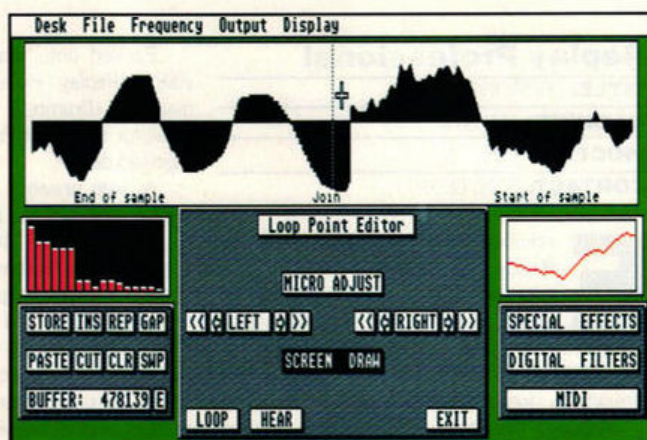 Desk File Frequency Output Display
End of sample Join Start of sample
Loop Point Editor
MICRO ADJUST
<< LEFT >> << RIGHT >>
SCREEN DRAW
LOOP HEAR EXIT
STORE INS REP GAP
PASTE CUT CLR SWP
BUFFER: 478139 E
SPECIAL EFFECTS
DIGITAL FILTERS
MIDI